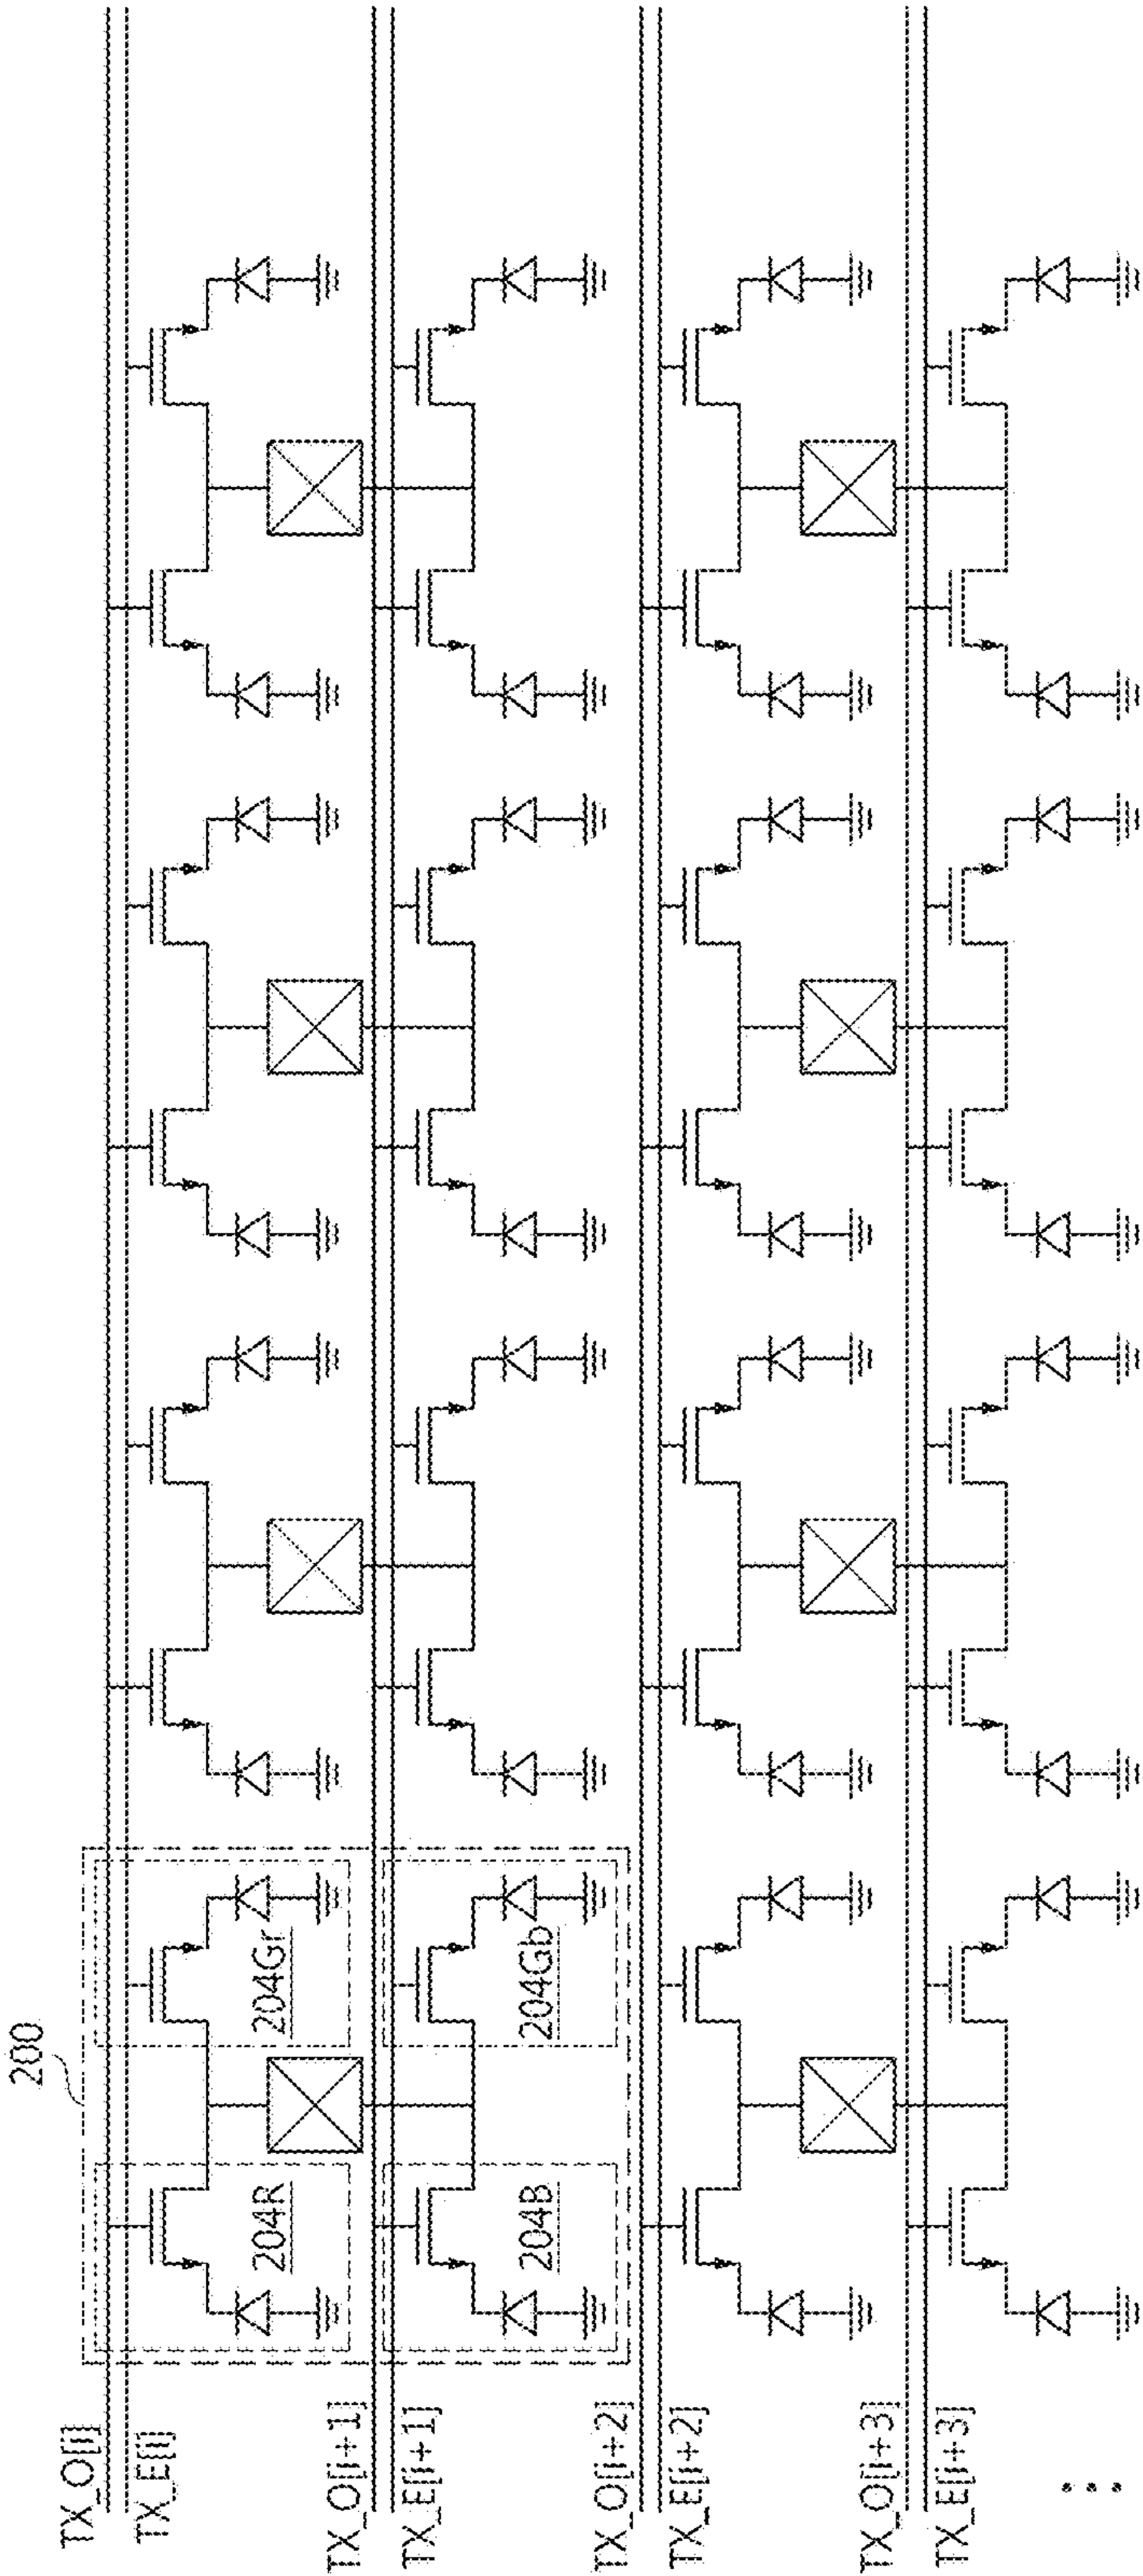 200
TX_O[i]
TX_E[i]
204R
204Gr
TX_O[i+1]
TX_E[i+1]
204B
204Gb
TX_O[i+2]
TX_E[i+2]
TX_O[i+3]
TX_E[i+3]
...